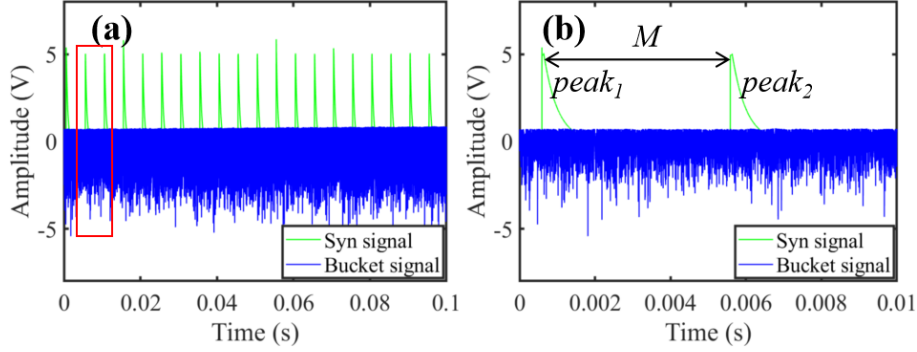 (a)
Amplitude (V)
5
0
-5
Syn signal
Bucket signal
0
0.02
0.04
0.06
0.08
0.1
Time (s)
(b)
M
peak1
peak2
Amplitude (V)
5
0
-5
Syn signal
Bucket signal
0
0.002
0.004
0.006
0.008
0.01
Time (s)